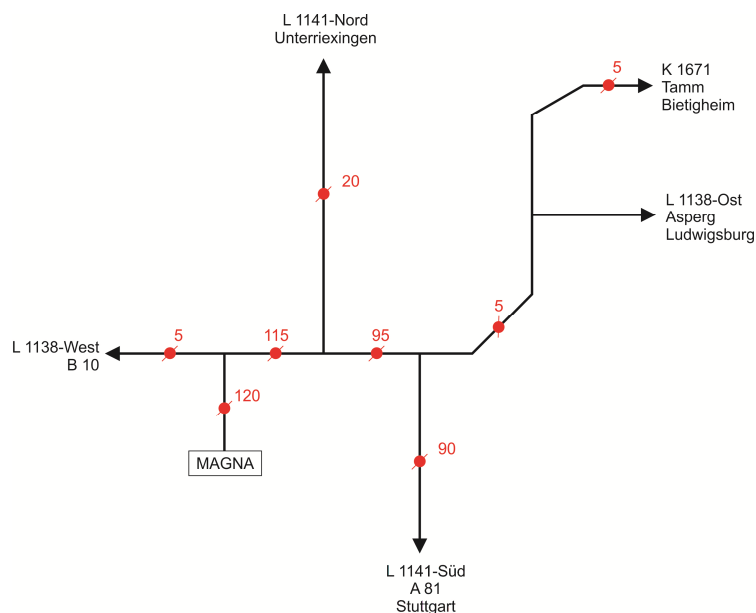 L 1141-Nord
Unterriexingen
5
K 1671
Tamm
Bietigheim
20
L 1138-Ost
Asperg
Ludwigsburg
5
L 1138-West
B 10
5
115
95
120
MAGNA
90
L 1141-Süd
A 81
Stuttgart